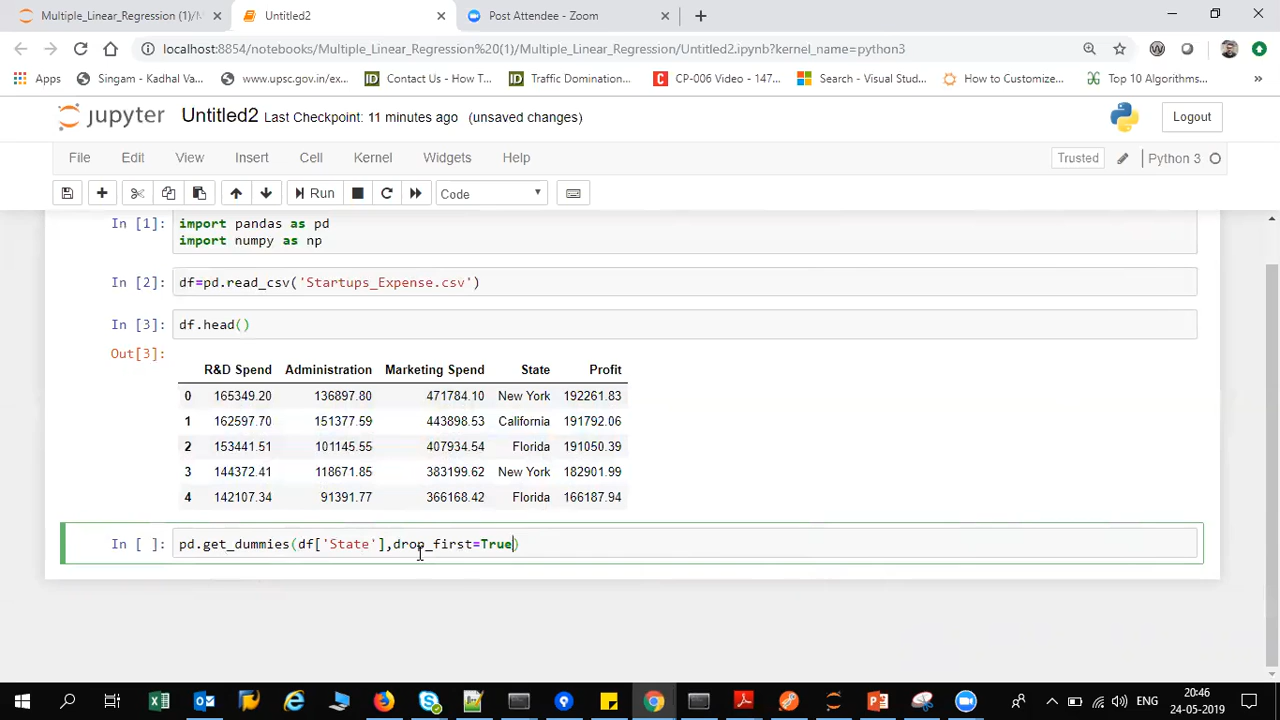 Multiple_Linear_Regression (1)/M
Untitled2
Post Attendee - Zoom
localhost:8854/notebooks/Multiple_Linear_Regression%20(1)/Multiple_Linear_Regression/Untitled2.ipynb?kernel_name=python3
Apps
Singam - Kadhal Va...
www.upsc.gov.in/ex...
Contact Us - How T...
Traffic Domination...
CP-006 Video - 147...
Search - Visual Stud...
How to Customize...
Top 10 Algorithms...
jupyter Untitled2 Last Checkpoint: 11 minutes ago (unsaved changes)
Logout
File Edit View Insert Cell Kernel Widgets Help
Trusted
Python 3
Run
Code
In [1]: import pandas as pd
import numpy as np
In [2]: df=pd.read_csv('Startups_Expense.csv')
In [3]: df.head()
Out[3]:
R&D Spend Administration Marketing Spend State Profit
0 165349.20 136897.80 471784.10 New York 192261.83
1 162597.70 151377.59 443898.53 California 191792.06
2 153441.51 101145.55 407934.54 Florida 191050.39
3 144372.41 118671.85 383199.62 New York 182901.99
4 142107.34 91391.77 366168.42 Florida 166187.94
In [ ]: pd.get_dummies(df['State'],drop_first=True)
ENG
20:46
24-05-2019